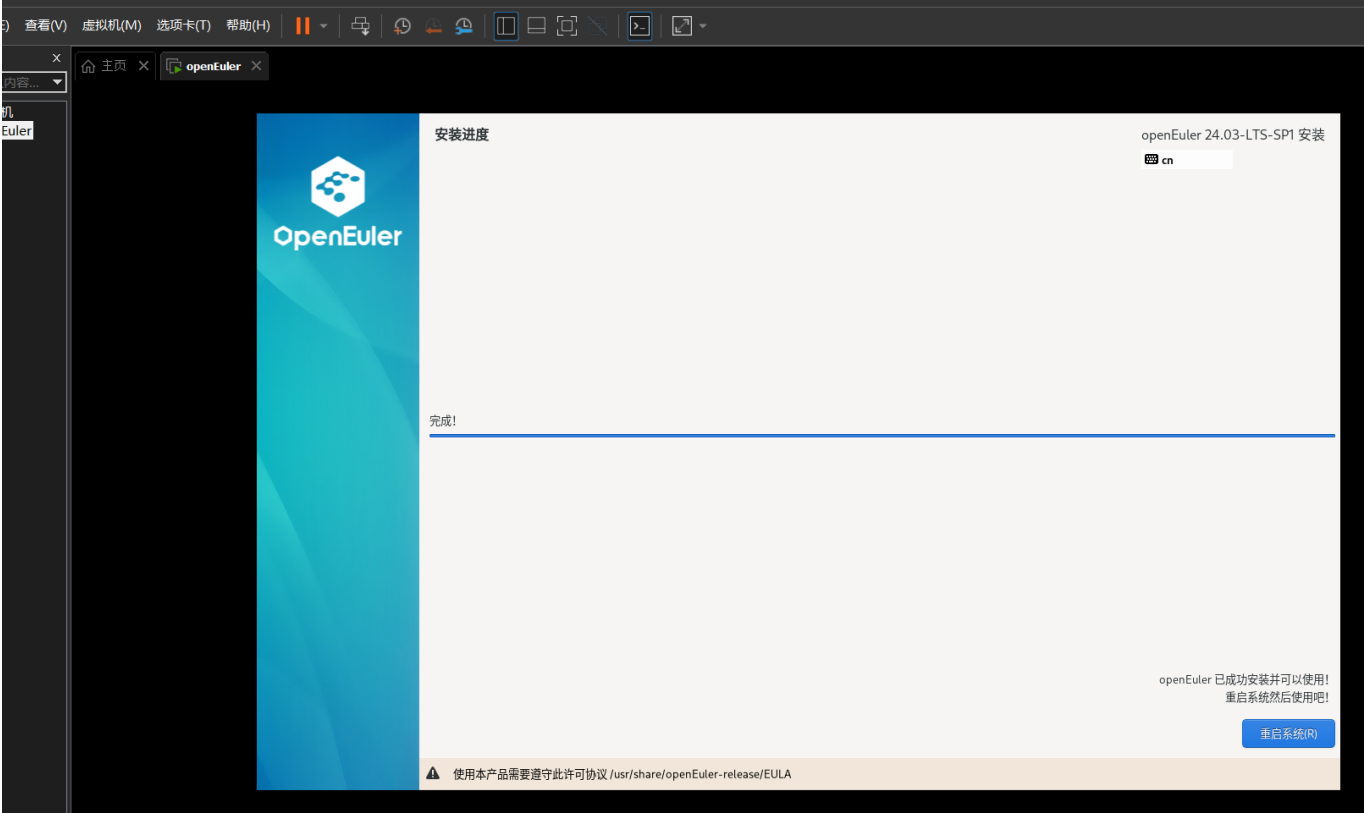 查看(V) 虚拟机(M) 选项卡(T) 帮助(H)
主页 openEuler
内容...
机
Euler
安装进度
openEuler 24.03-LTS-SP1 安装
cn
OpenEuler
完成!
openEuler 已成功安装并可以使用!
重启系统然后使用吧!
重启系统(R)
使用本产品需要遵守此许可协议 /usr/share/openEuler-release/EULA